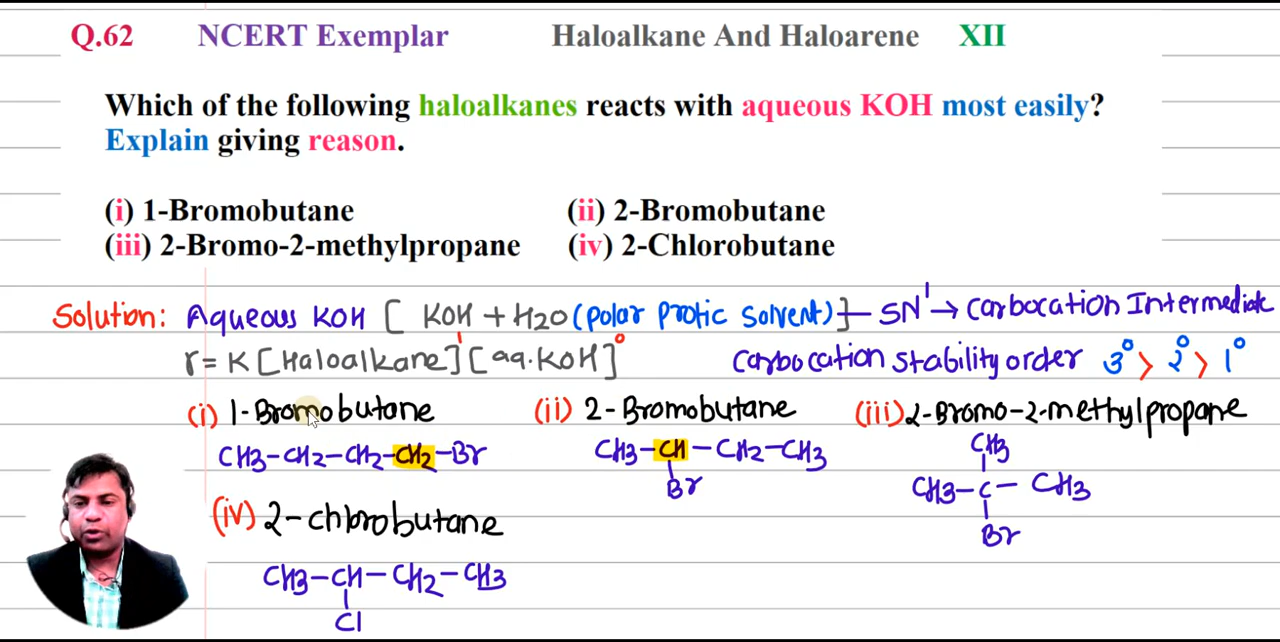 Q.62 NCERT Exemplar Haloalkane And Haloarene XII
Which of the following haloalkanes reacts with aqueous KOH most easily?
Explain giving reason.
(i) 1-Bromobutane (ii) 2-Bromobutane
(iii) 2-Bromo-2-methylpropane (iv) 2-Chlorobutane
Solution: Aqueous KOH [ KOH + H2O (polar protic solvent)] — SN1 → Carbocation Intermediate
r = K [Haloalkane]^1 [aq.KOH]^0 Carbocation stability order 3° > 2° > 1°
(i) 1-Bromobutane (ii) 2-Bromobutane (iii) 2-Bromo-2-methylpropane
CH3
CH3-CH2-CH2-CH2-Br CH3-CH-CH2-CH3
Br
CH3-C-CH3
Br
(iv) 2-chlorobutane
CH3-CH-CH2-CH3
Cl